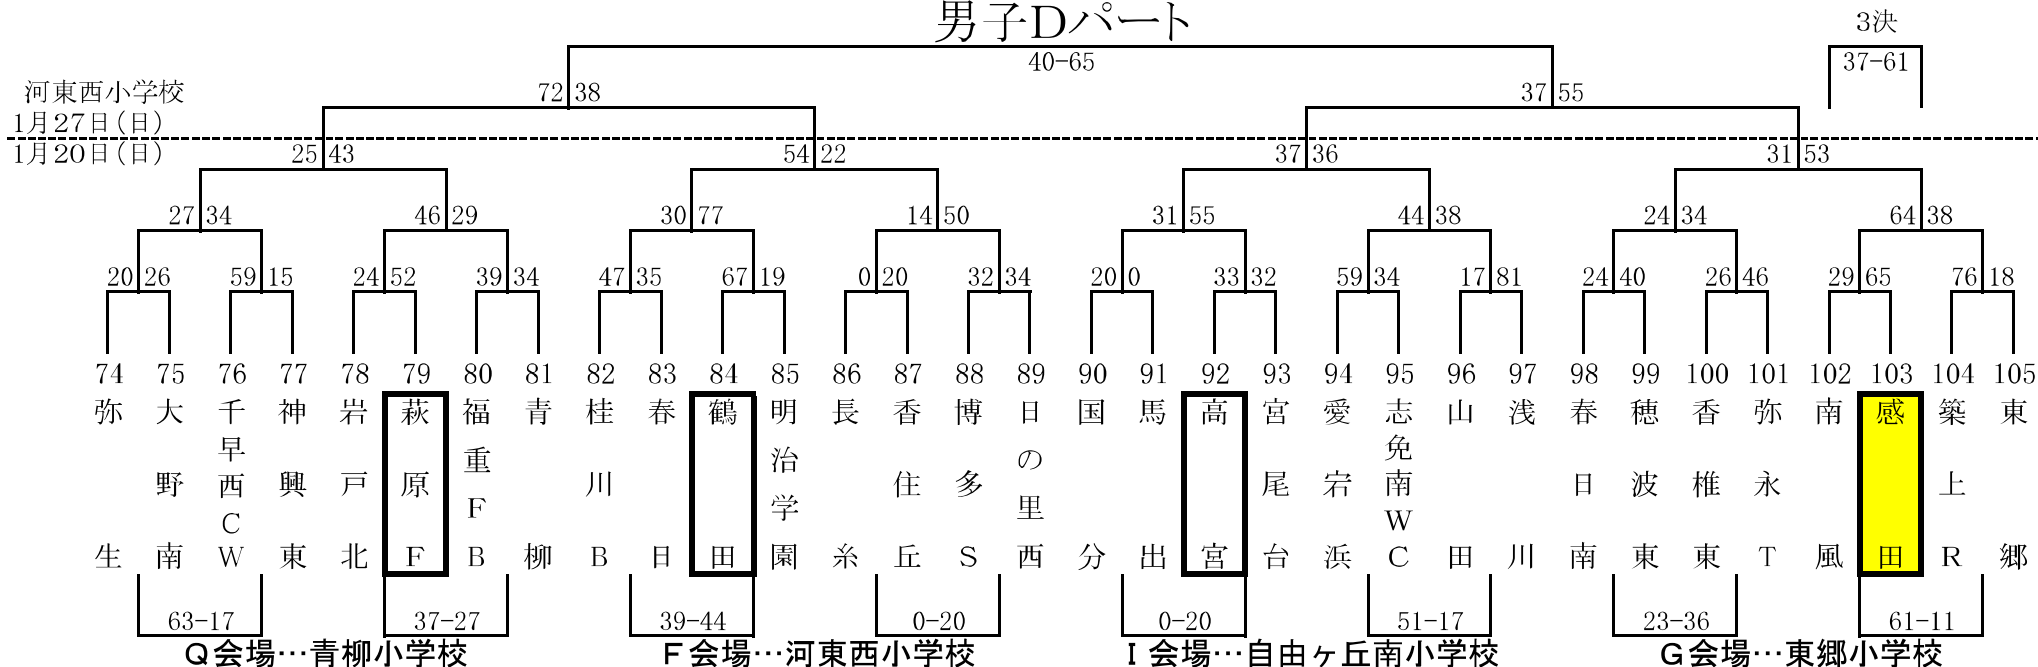 男子Dパート
3決
40-65
37-61
河東西小学校
72 38
37 55
1月27日(日)
1月20日(日)
25 43
54 22
37 36
31 53
27 34
46 29
30 77
14 50
31 55
44 38
24 34
64 38
20 26
59 15
24 52
39 34
47 35
67 19
0 20
32 34
20 0
33 32
59 34
17 81
24 40
26 46
29 65
76 18
74 弥生
75 大野南
76 千早西CW
77 神興東
78 岩戸北
79 萩原F
80 福重FB
81 青柳
82 桂川B
83 春日
84 鶴田
85 明治学園
86 長糸
87 香住丘
88 博多S
89 日の里西
90 国分
91 馬出
92 高宮
93 宮尾台
94 愛宕浜
95 志免南WC
96 山田
97 浅川
98 春日南
99 穂波東
100 香椎東
101 弥永T
102 南風
103 感田
104 築上R
105 東郷
63-17
37-27
39-44
0-20
0-20
51-17
23-36
61-11
Q会場…青柳小学校
F会場…河東西小学校
I会場…自由ヶ丘南小学校
G会場…東郷小学校